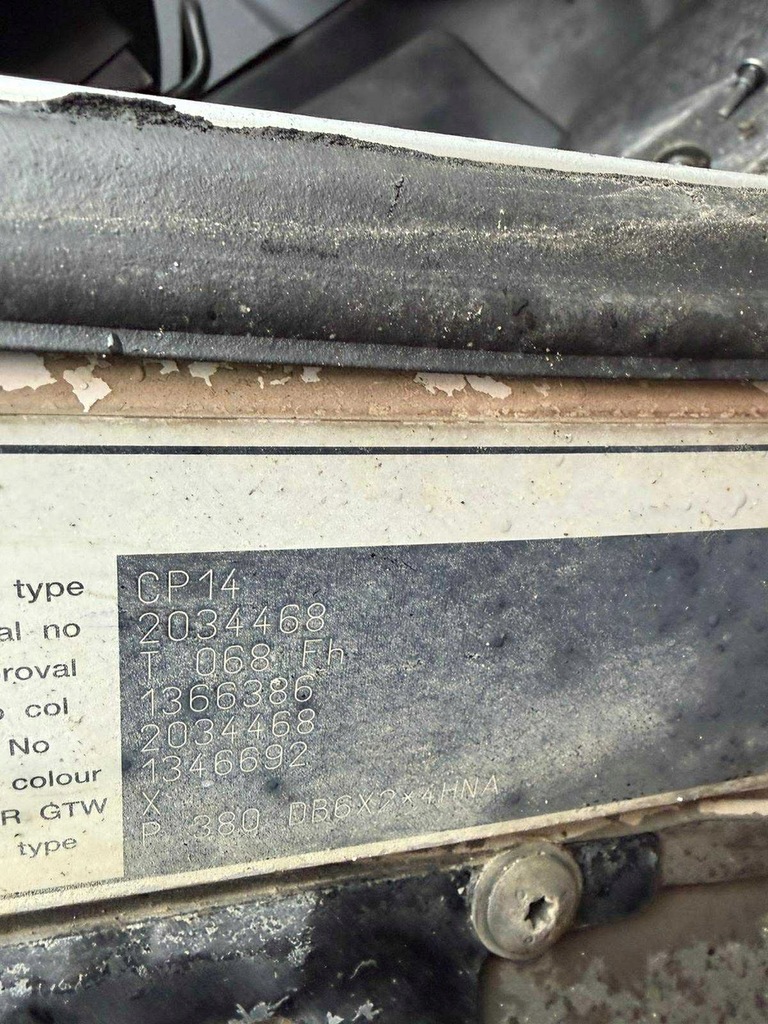 type CP14
al no 2034468
roval T 068 Fh
o col 1366386
No 2034468
colour 1346692
R GTW X
type P 380 DB6X2*4HNA